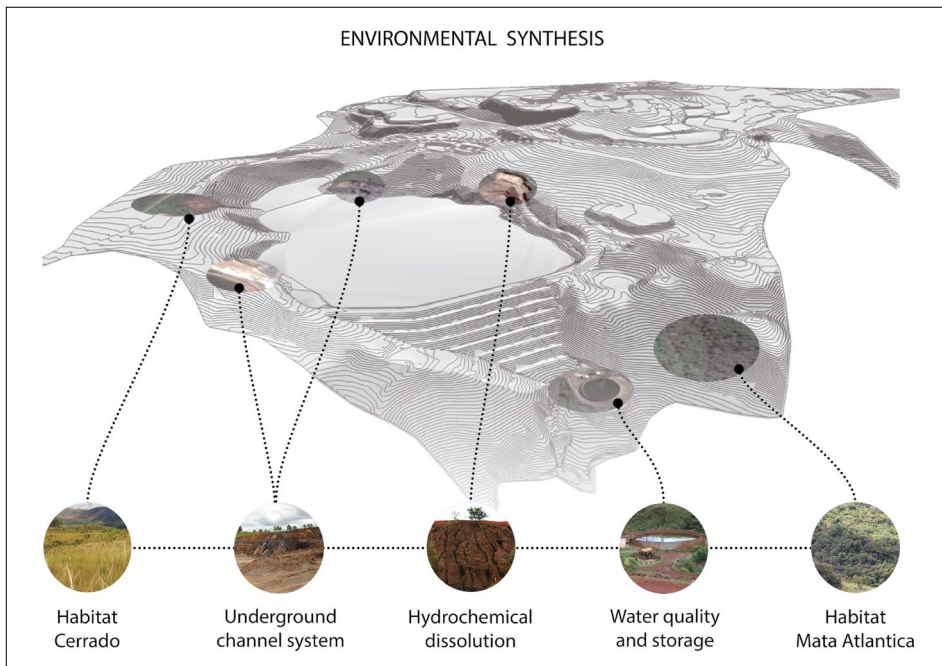 ENVIRONMENTAL SYNTHESIS
Habitat
Cerrado
Underground
channel system
Hydrochemical
dissolution
Water quality
and storage
Habitat
Mata Atlantica